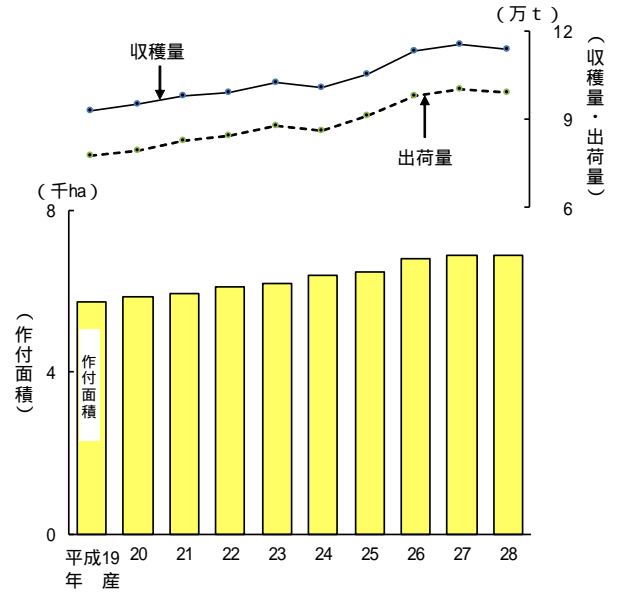 (万t)
12
収穫量
(収穫量・出荷量)
9
出荷量
(千ha)
6
8
(作付面積)
作付面積
4
0
平成19 20 21 22 23 24 25 26 27 28
年 産